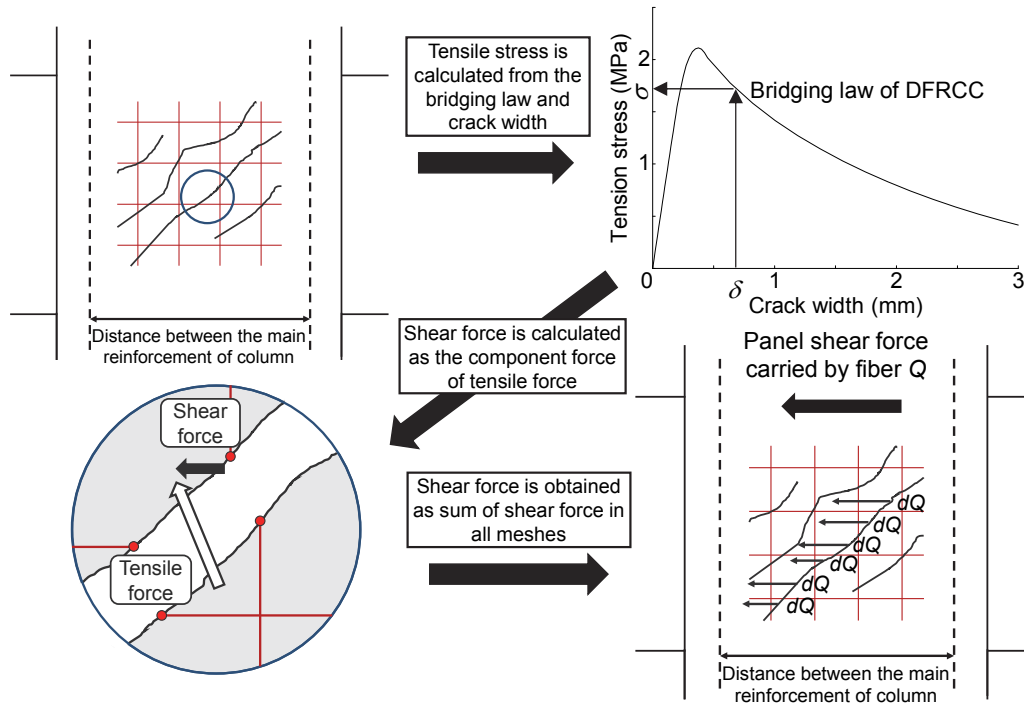 Tensile stress is
calculated from the
bridging law and
crack width
Tension stress (MPa)
2
σ
1
0
Bridging law of DFRCC
0
δ
1
2
3
Crack width (mm)
Distance between the main
reinforcement of column
Shear force is calculated
as the component force
of tensile force
Shear
force
Tensile
force
Shear force is obtained
as sum of shear force in
all meshes
Panel shear force
carried by fiber Q
dQ
dQ
dQ
dQ
dQ
dQ
Distance between the main
reinforcement of column